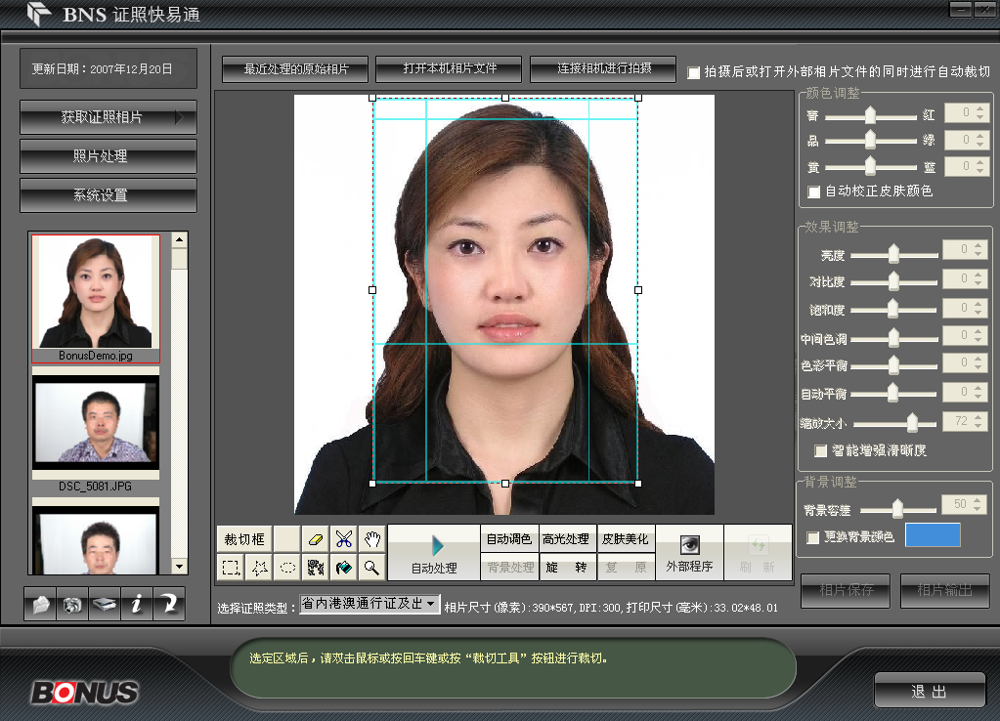 BNS 证照快易通
更新日期：2007年12月20日
获取证照相片
照片处理
系统设置
BonusDemo.jpg
DSC_5081.JPG
最近处理的原始相片
打开本机相片文件
连接相机进行拍摄
拍摄后或打开外部相片文件的同时进行自动裁切
颜色调整
青 红 0
品 绿 0
黄 蓝 0
自动校正皮肤颜色
效果调整
亮度 0
对比度 0
饱和度 0
中间色调 0
色彩平衡 0
自动平衡 0
缩放大小 72
智能增强清晰度
背景调整
背景容差 50
更换背景颜色
相片保存
相片输出
裁切框
自动处理
自动调色 高光处理 皮肤美化
背景处理 旋 转 复 原
外部程序
刷 新
选择证照类型： 省内港澳通行证及出 相片尺寸(像素):390*567,DPI:300,打印尺寸(毫米):33.02*48.01
选定区域后，请双击鼠标或按回车键或按“裁切工具”按钮进行裁切。
BONUS
退 出